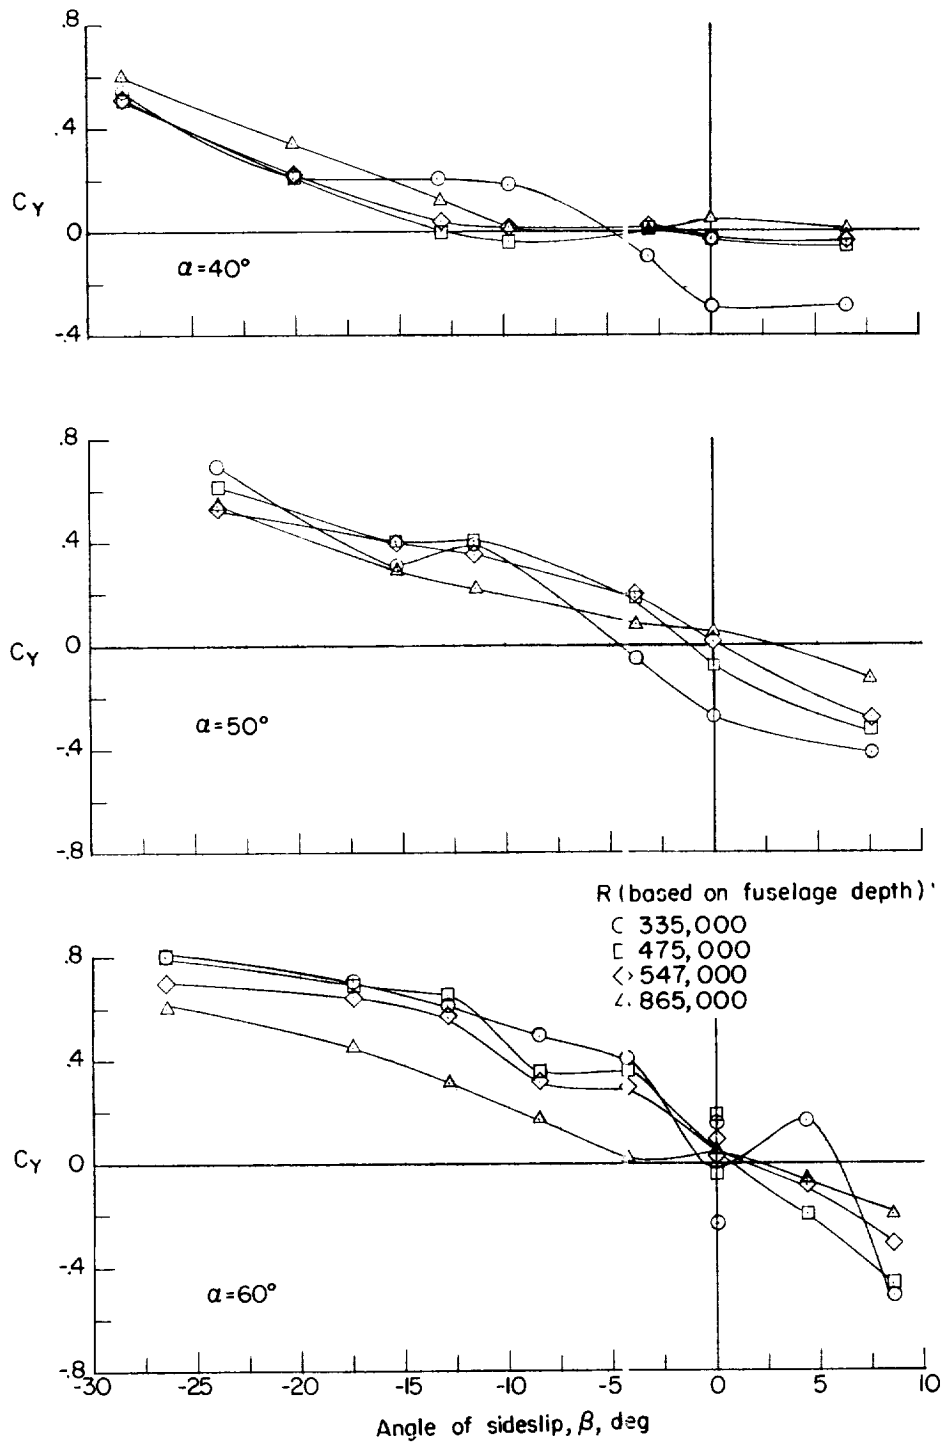 .8
.4
C_Y
0
α=40°
-.4
.8
.4
C_Y
0
α=50°
-.4
-.8
R (based on fuselage depth)
335,000
475,000
547,000
865,000
.8
.4
C_Y
0
-.4
α=60°
-.8
-30 -25 -20 -15 -10 -5 0 5 10
Angle of sideslip, β, deg